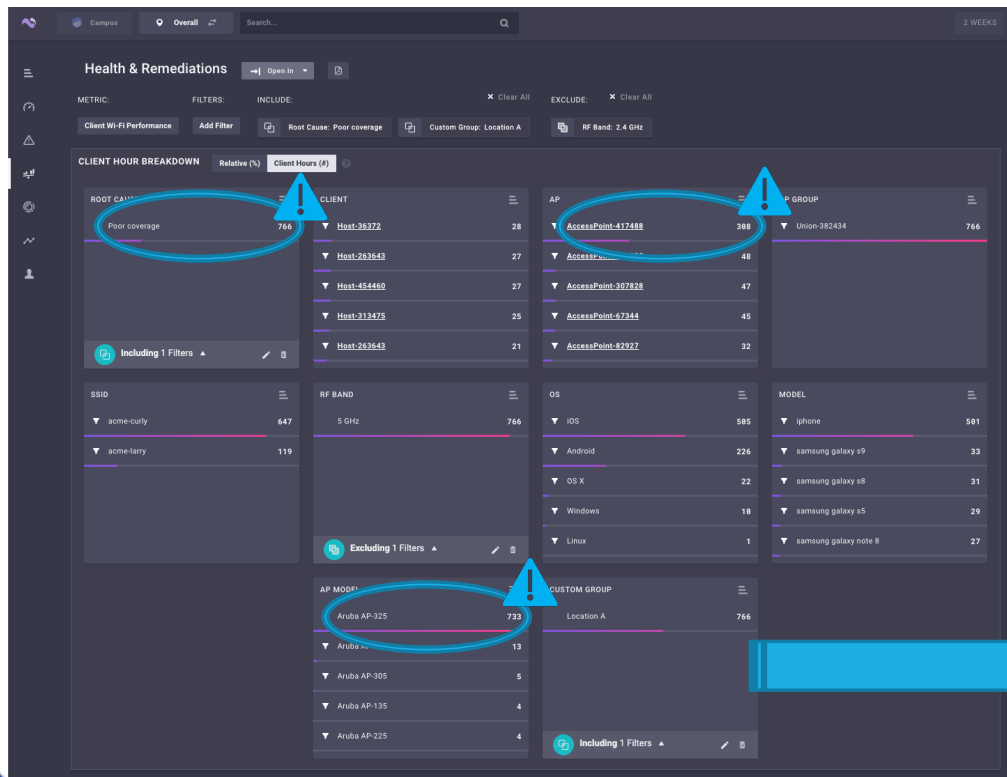 Campus
Overall
Search...
2 WEEKS
Health & Remediations
Open In
METRIC:
FILTERS:
INCLUDE:
× Clear All
EXCLUDE:
× Clear All
Client Wi-Fi Performance
Add Filter
Root Cause: Poor coverage
Custom Group: Location A
RF Band: 2.4 GHz
CLIENT HOUR BREAKDOWN
Relative (%)
Client Hours (#)
ROOT
Poor coverage 766
Including 1 Filters
CLIENT
Host-36372 28
Host-263643 27
Host-454460 27
Host-313475 25
Host-263643 21
AP
AccessPoint-417488 308
48
AccessPoint-307828 47
AccessPoint-67344 45
AccessPoint-82927 32
GROUP
Union-382434 766
SSID
acme-curly 647
acme-larry 119
RF BAND
5 GHz 766
Excluding 1 Filters
OS
iOS 505
Android 226
OS X 22
Windows 10
Linux 1
MODEL
iphone 501
samsung galaxy s9 33
samsung galaxy s8 31
samsung galaxy s5 29
samsung galaxy note 8 27
AP MODEL
Aruba AP-325 733
Aruba 13
Aruba AP-305 5
Aruba AP-135 4
Aruba AP-225 4
CUSTOM GROUP
Location A 766
Including 1 Filters